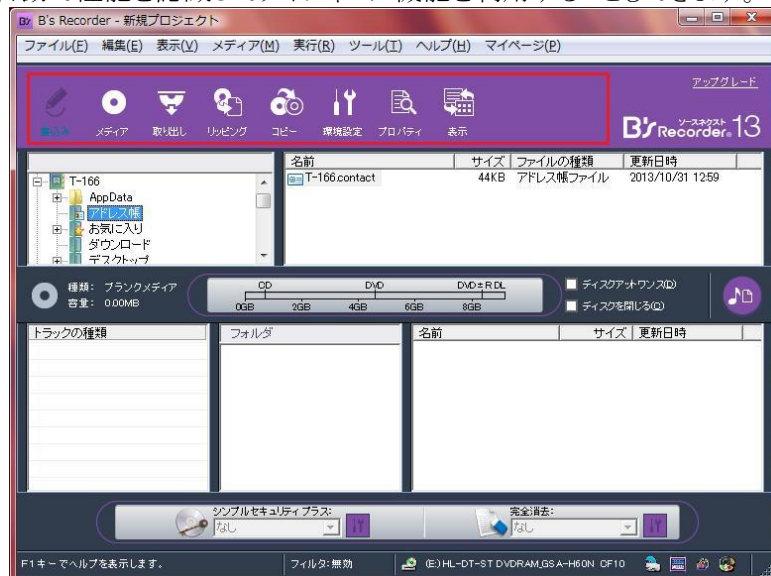 B's Recorder - 新規プロジェクト
ファイル(F) 編集(E) 表示(V) メディア(M) 実行(R) ツール(T) ヘルプ(H) マイページ(P)
アップグレード
書込み メディア 取り出し リッピング コピー 環境設定 プロパティ 表示
B's Recorder ソースネクスト 13
名前 サイズ ファイルの種類 更新日時
T-166 T-166.contact 44KB アドレス帳ファイル 2013/10/31 12:59
AppData
アドレス帳
お気に入り
ダウンロード
デスクトップ
種類: ブランクメディア
容量: 0.00MB
CD DVD DVD±R DL
0GB 2GB 4GB 6GB 8GB
ディスクアットワンス(D)
ディスクを閉じる(C)
トラックの種類 フォルダ 名前 サイズ 更新日時
シンプルセキュリティプラス: 完全消去:
なし なし
F1キーでヘルプを表示します。 フィルタ:無効 (E:)HL-DT-ST DVDRAM_GSA-H60N CF10